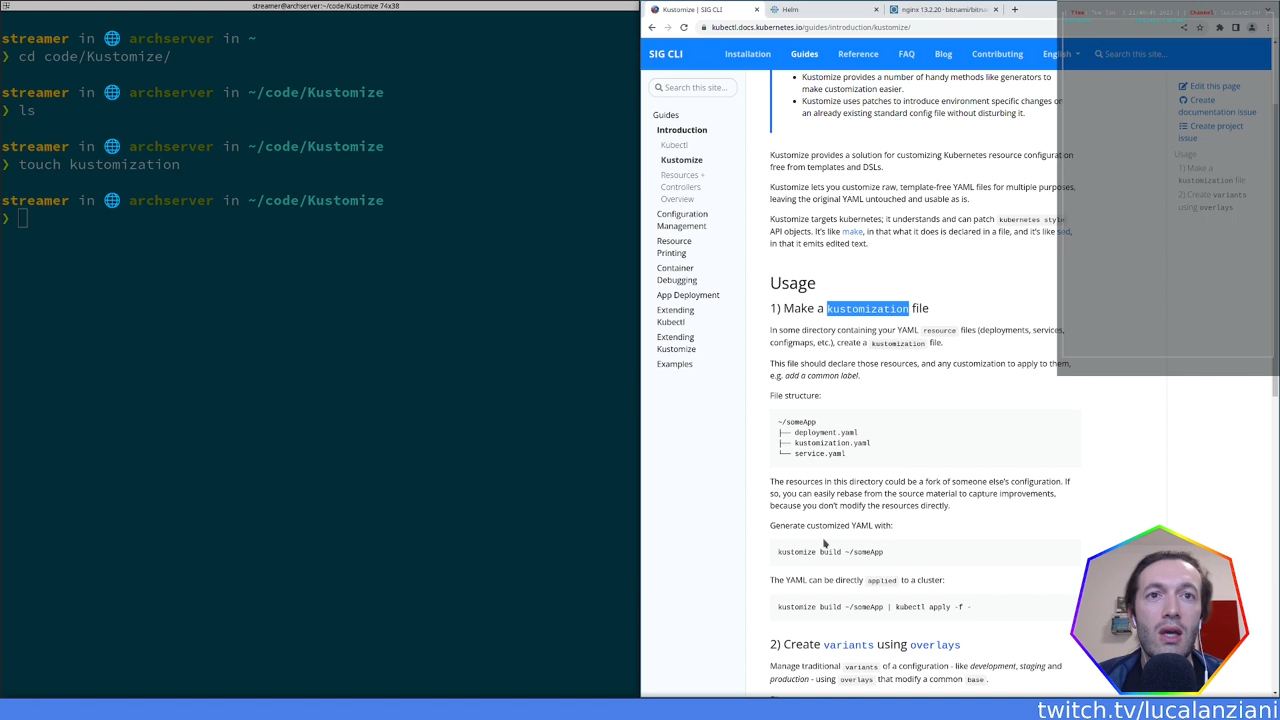 streamer@archserver:~/code/Kustomize 74x38
streamer in 🌐 archserver in ~
❯ cd code/Kustomize/
streamer in 🌐 archserver in ~/code/Kustomize
❯ ls
streamer in 🌐 archserver in ~/code/Kustomize
❯ touch kustomization
streamer in 🌐 archserver in ~/code/Kustomize
❯
Kustomize | SIG CLI
Helm
nginx 13.2.20 · bitnami/bitnu
kubectl.docs.kubernetes.io/guides/introduction/kustomize/
SIG CLI Installation Guides Reference FAQ Blog Contributing English Search this site…
Search this site…
Guides
Introduction
Kubectl
Kustomize
Resources +
Controllers
Overview
Configuration
Management
Resource
Printing
Container
Debugging
App Deployment
Extending
Kubectl
Extending
Kustomize
Examples
Kustomize provides a number of handy methods like generators to
make customization easier.
Kustomize uses patches to introduce environment specific changes on
an already existing standard config file without disturbing it.
Kustomize provides a solution for customizing Kubernetes resource configuration
free from templates and DSLs.
Kustomize lets you customize raw, template-free YAML files for multiple purposes,
leaving the original YAML untouched and usable as is.
Kustomize targets kubernetes; it understands and can patch kubernetes style
API objects. It's like make, in that what it does is declared in a file, and it's like sed,
in that it emits edited text.
Usage
1) Make a kustomization file
In some directory containing your YAML resource files (deployments, services,
configmaps, etc.), create a kustomization file.
This file should declare those resources, and any customization to apply to them,
e.g. add a common label.
File structure:
~/someApp
├── deployment.yaml
├── kustomization.yaml
└── service.yaml
The resources in this directory could be a fork of someone else's configuration. If
so, you can easily rebase from the source material to capture improvements,
because you don't modify the resources directly.
Generate customized YAML with:
kustomize build ~/someApp
The YAML can be directly applied to a cluster:
kustomize build ~/someApp | kubectl apply -f -
2) Create variants using overlays
Manage traditional variants of a configuration - like development, staging and
production - using overlays that modify a common base.
Edit this page
Create
documentation issue
Create project
issue
Usage
1) Make a
kustomization file
2) Create variants
using overlays
twitch.tv/lucalanziani